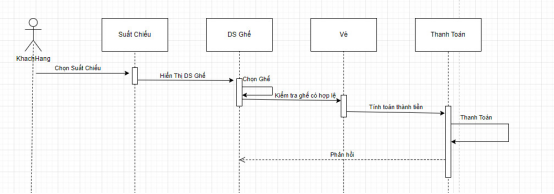 Suất Chiếu
DS Ghế
Vé
Thanh Toán
KhachHang
Chọn Suất Chiếu
Hiển Thị DS Ghế
Chọn Ghế
Kiểm tra ghế có hợp lệ
Tính toán thành tiền
Thanh Toán
Phản hồi